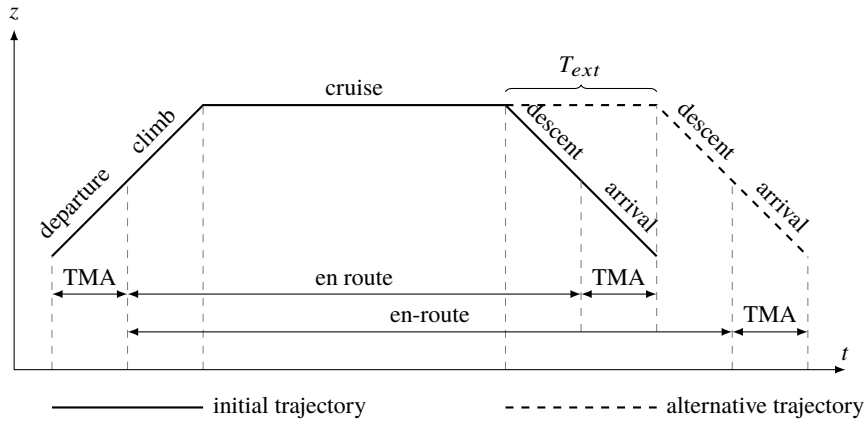 z
T_ext
cruise
climb
departure
descent
arrival
descent
arrival
TMA
en route
TMA
en-route
TMA
t
initial trajectory
alternative trajectory